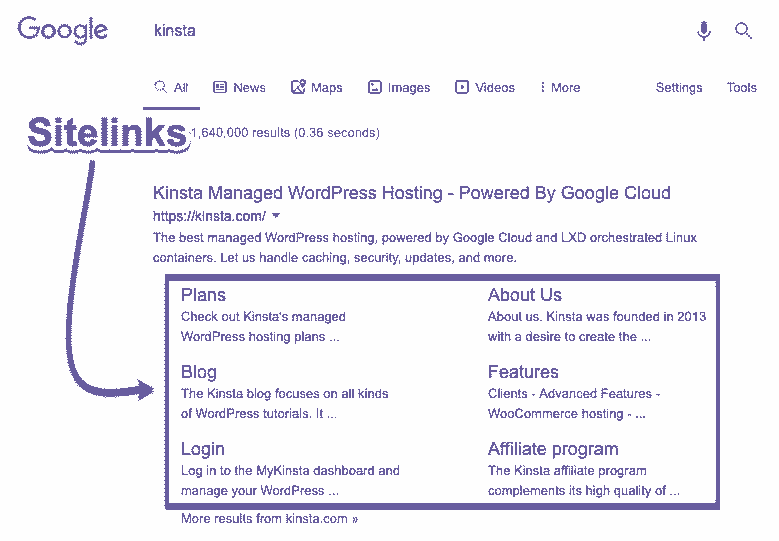 Google kinsta
All News Maps Images Videos More Settings Tools
Sitelinks
1,640,000 results (0.36 seconds)
Kinsta Managed WordPress Hosting - Powered By Google Cloud
https://kinsta.com/
The best managed WordPress hosting, powered by Google Cloud and LXD orchestrated Linux
containers. Let us handle caching, security, updates, and more.
Plans
Check out Kinsta's managed
WordPress hosting plans ...
About Us
About us. Kinsta was founded in 2013
with a desire to create the ...
Blog
The Kinsta blog focuses on all kinds
of WordPress tutorials. It ...
Features
Clients - Advanced Features -
WooCommerce hosting - ...
Login
Log in to the MyKinsta dashboard and
manage your WordPress ...
Affiliate program
The Kinsta affiliate program
complements its high quality of ...
More results from kinsta.com »